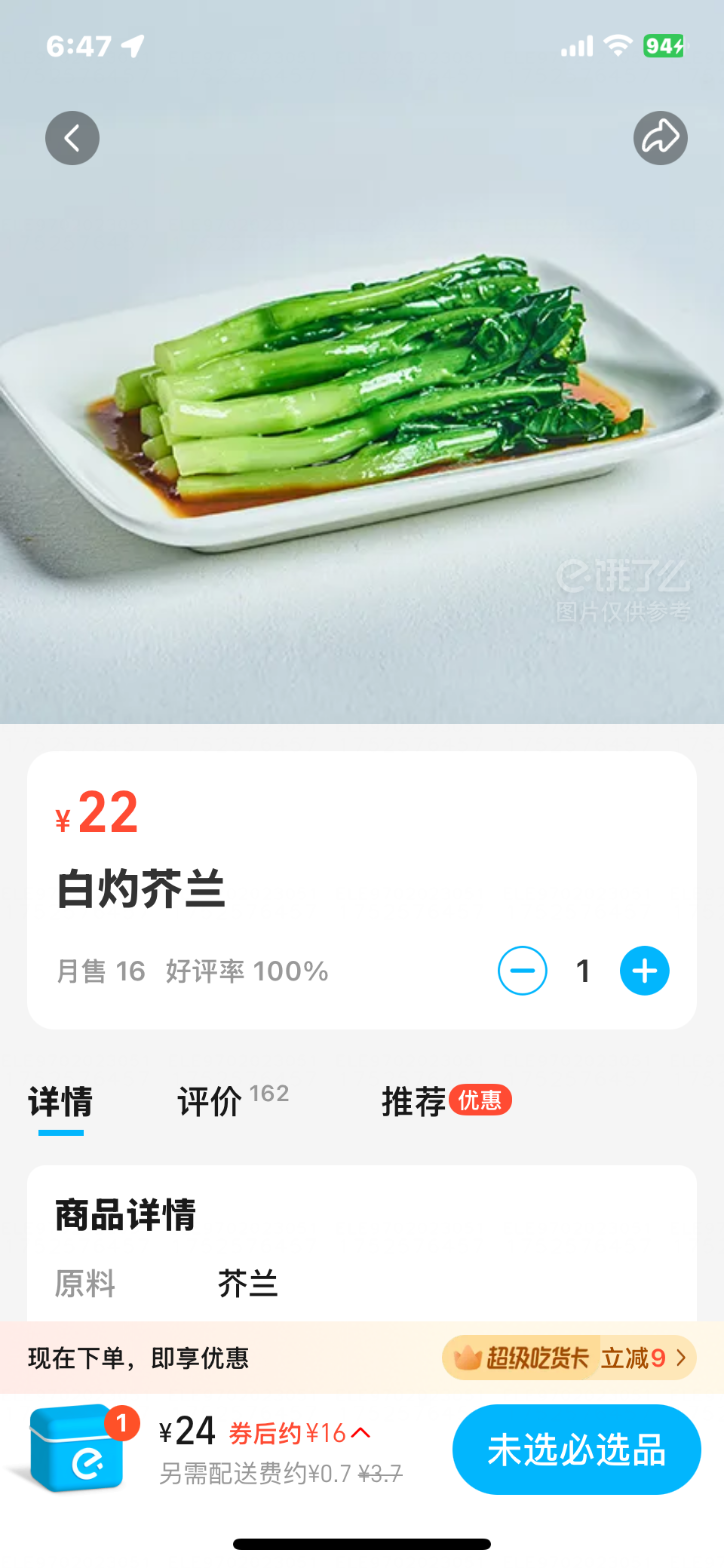 6:47
94
饿了么
图片仅供参考
¥22
白灼芥兰
月售 16 好评率 100%
1
详情 评价 162 推荐 优惠
商品详情
原料 芥兰
现在下单，即享优惠 超级吃货卡 立减9
1
¥24 券后约¥16
另需配送费约¥0.7 ¥3.7
未选必选品